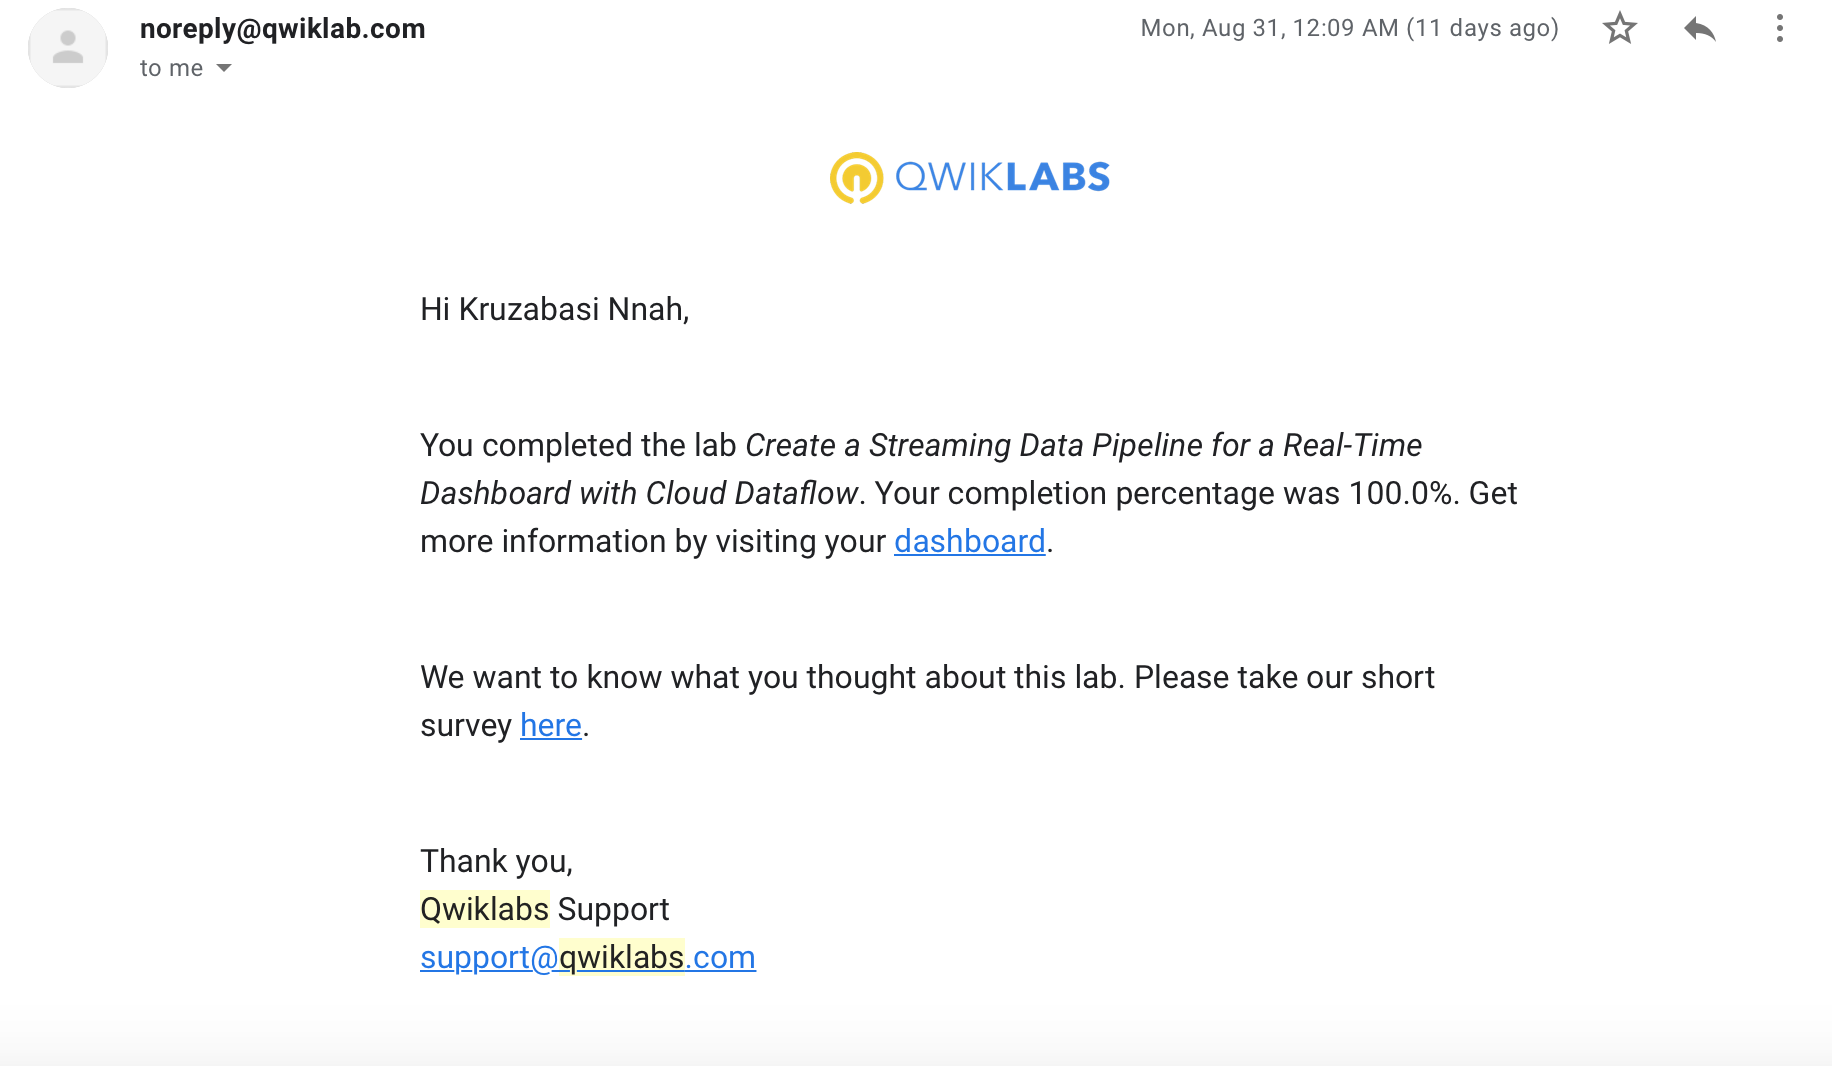 noreply@qwiklab.com
Mon, Aug 31, 12:09 AM (11 days ago)
to me
QWIKLABS
Hi Kruzabasi Nnah,
You completed the lab Create a Streaming Data Pipeline for a Real-Time
Dashboard with Cloud Dataflow. Your completion percentage was 100.0%. Get
more information by visiting your dashboard.
We want to know what you thought about this lab. Please take our short
survey here.
Thank you,
Qwiklabs Support
support@qwiklabs.com